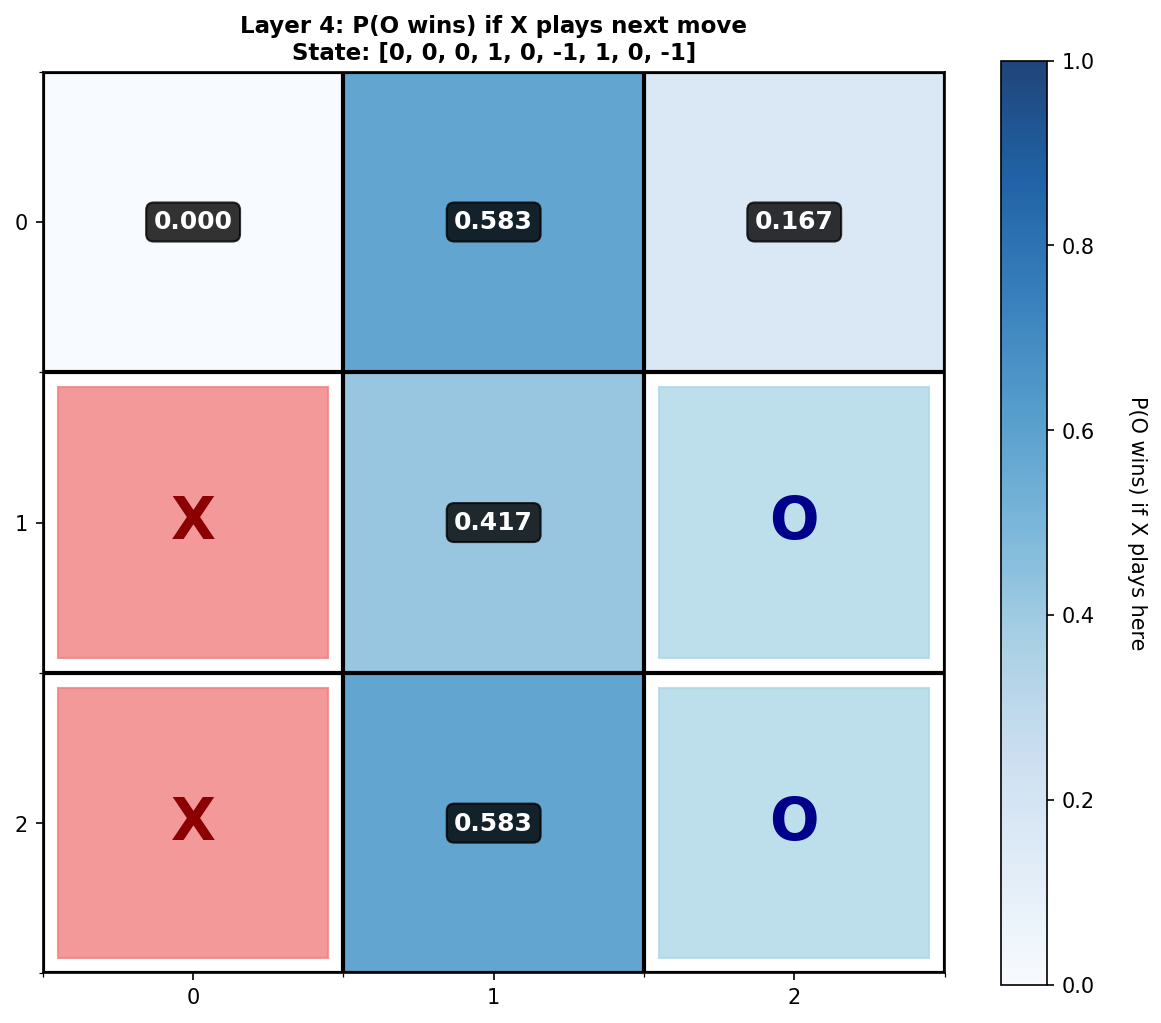 Layer 4: P(O wins) if X plays next move
State: [0, 0, 0, 1, 0, -1, 1, 0, -1]
0 0.000 0.583 0.167
1 X 0.417 O
2 X 0.583 O
0 1 2
1.0
0.8
0.6
0.4
0.2
0.0
P(O wins) if X plays here